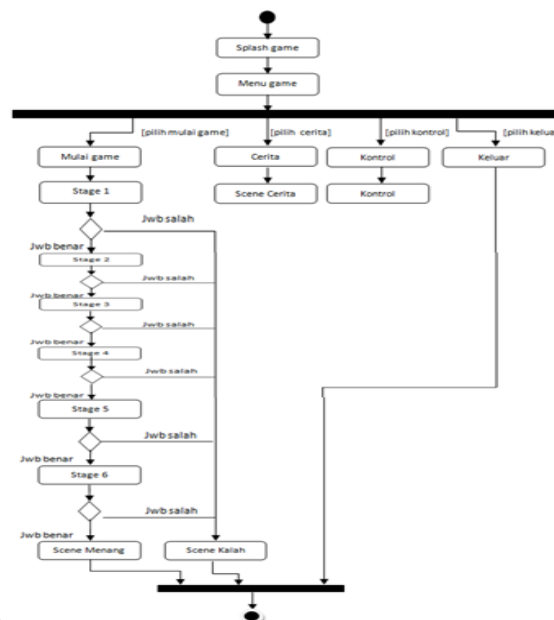 Splash game
Menu game
[pilih mulai game]
[pilih cerita]
[pilih kontrol]
[pilih kelua
Mulai game
Cerita
Kontrol
Keluar
Stage 1
Scene Cerita
Kontrol
Jwb salah
Jwb benar
Stage 2
Jwb salah
Jwb benar
Stage 3
Jwb salah
Jwb benar
Stage 4
Jwb salah
Jwb benar
Stage 5
Jwb salah
Jwb benar
Stage 6
Jwb salah
Jwb benar
Scene Menang
Scene Kalah